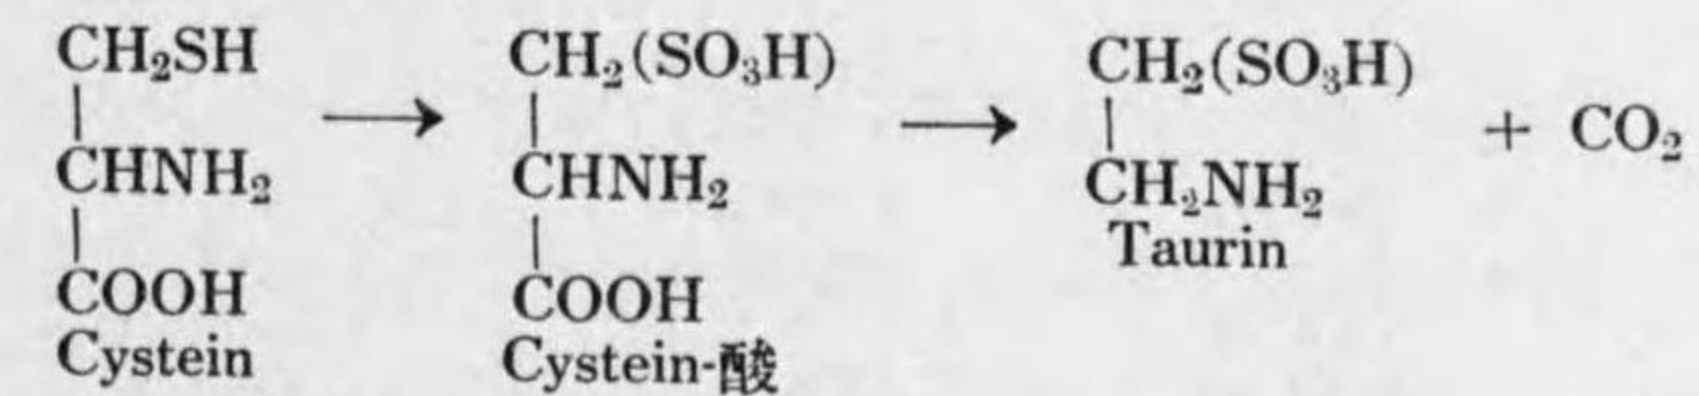 CH₂SH → CH₂(SO₃H) → CH₂(SO₃H) + CO₂
CHNH₂ CHNH₂ CH₂NH₂
COOH COOH Taurin
Cystein Cystein-酸